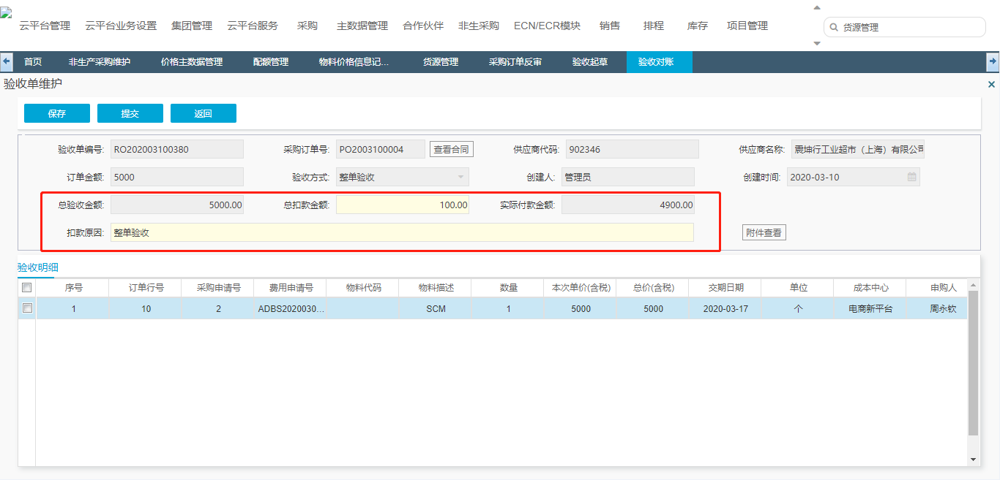 云平台管理 云平台业务设置 集团管理 云平台服务 采购 主数据管理 合作伙伴 非生采购 ECN/ECR模块 销售 排程 库存 项目管理 货源管理
首页 非生产采购维护 价格主数据管理 配额管理 物料价格信息记... 货源管理 采购订单反审 验收起草 验收对账
验收单维护
保存 提交 返回
验收单编号: RO202003100380 采购订单号: PO2003100004 查看合同 供应商代码: 902346 供应商名称: 震坤行工业超市（上海）有限公司
订单金额: 5000 验收方式: 整单验收 创建人: 管理员 创建时间: 2020-03-10
总验收金额: 5000.00 总扣款金额: 100.00 实际付款金额: 4900.00
扣款原因: 整单验收 附件查看
验收明细
序号 订单行号 采购申请号 费用申请号 物料代码 物料描述 数量 本次单价(含税) 总价(含税) 交期日期 单位 成本中心 申购人
1 10 2 ADBS2020030... SCM 1 5000 5000 2020-03-17 个 电商新平台 周永钦